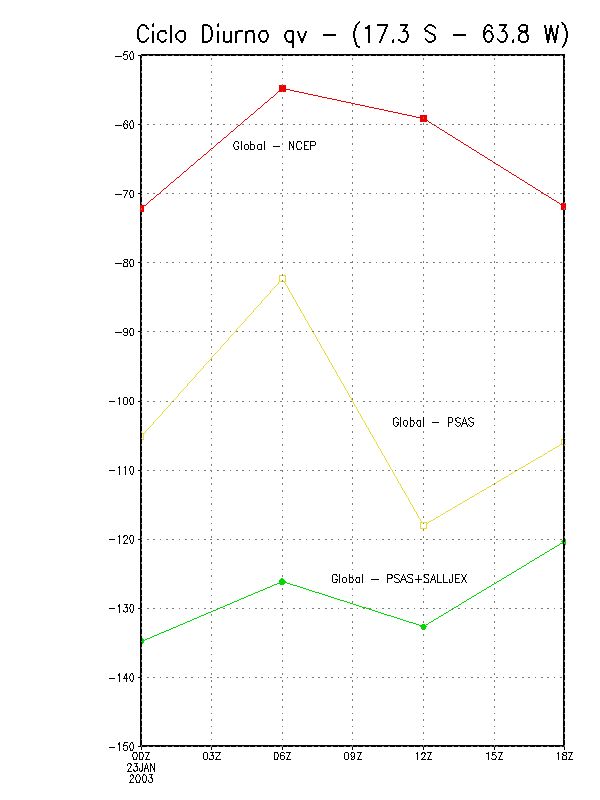 Ciclo Diurno qv - (17.3 S - 63.8 W)
-50
-60
Global - NCEP
-70
-80
-90
-100
Global - PSAS
-110
-120
Global - PSAS+SALLJEX
-130
-140
-150
00Z 03Z 06Z 09Z 12Z 15Z 18Z
23JAN
2003